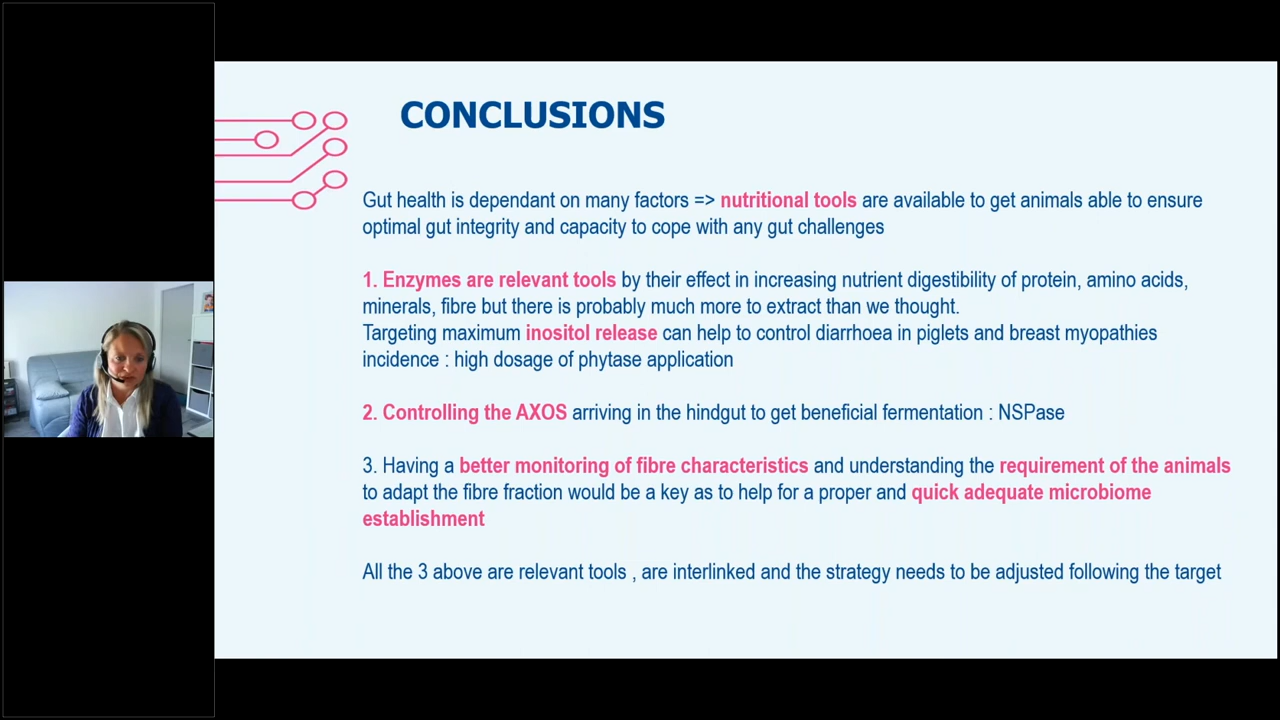 CONCLUSIONS
Gut health is dependant on many factors => nutritional tools are available to get animals able to ensure
optimal gut integrity and capacity to cope with any gut challenges
1. Enzymes are relevant tools by their effect in increasing nutrient digestibility of protein, amino acids,
minerals, fibre but there is probably much more to extract than we thought.
Targeting maximum inositol release can help to control diarrhoea in piglets and breast myopathies
incidence : high dosage of phytase application
2. Controlling the AXOS arriving in the hindgut to get beneficial fermentation : NSPase
3. Having a better monitoring of fibre characteristics and understanding the requirement of the animals
to adapt the fibre fraction would be a key as to help for a proper and quick adequate microbiome
establishment
All the 3 above are relevant tools , are interlinked and the strategy needs to be adjusted following the target